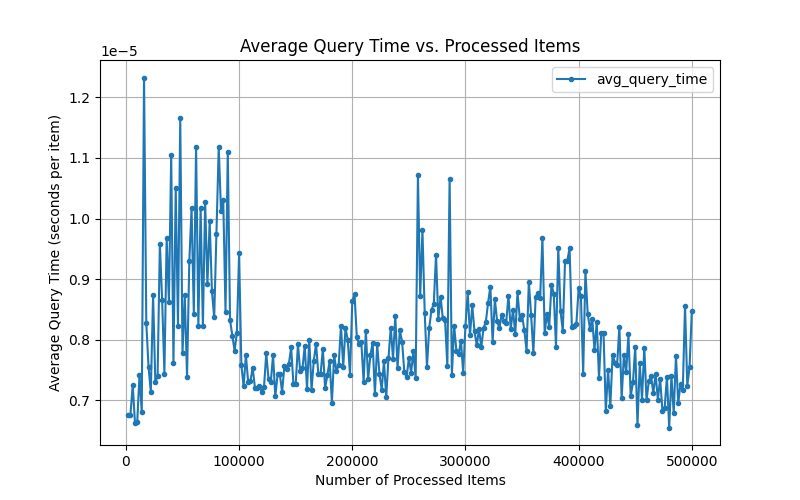 Average Query Time vs. Processed Items
1e−5
avg_query_time
1.2
1.1
1.0
0.9
0.8
0.7
Average Query Time (seconds per item)
0 100000 200000 300000 400000 500000
Number of Processed Items